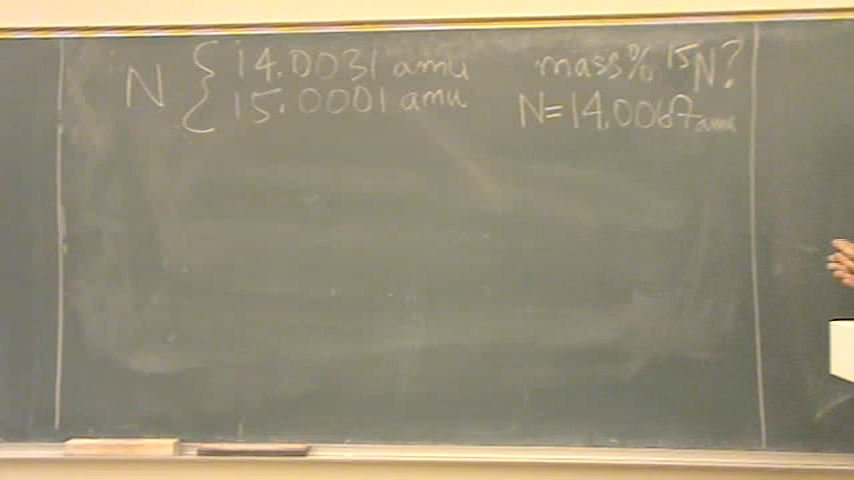 N { 14.0031 amu
15.0001 amu
mass% ¹⁵N?
N=14.0067 amu